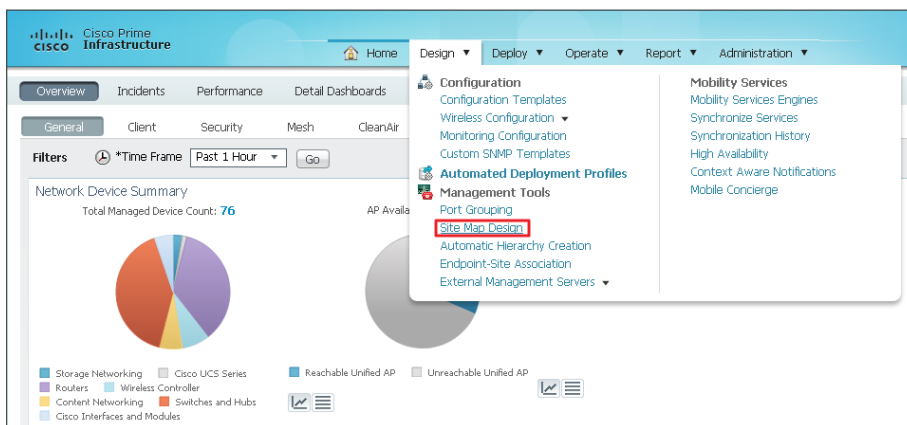 Cisco Prime
CISCO Infrastructure
Home Design ▼ Deploy ▼ Operate ▼ Report ▼ Administration ▼
Overview Incidents Performance Detail Dashboards
General Client Security Mesh CleanAir
Filters *Time Frame Past 1 Hour Go
Network Device Summary
Total Managed Device Count: 76
AP Availa
Storage Networking Cisco UCS Series
Routers Wireless Controller
Content Networking Switches and Hubs
Cisco Interfaces and Modules
Reachable Unified AP Unreachable Unified AP
Configuration
Configuration Templates
Wireless Configuration ▼
Monitoring Configuration
Custom SNMP Templates
Automated Deployment Profiles
Management Tools
Port Grouping
Site Map Design
Automatic Hierarchy Creation
Endpoint-Site Association
External Management Servers ▼
Mobility Services
Mobility Services Engines
Synchronize Services
Synchronization History
High Availability
Context Aware Notifications
Mobile Concierge